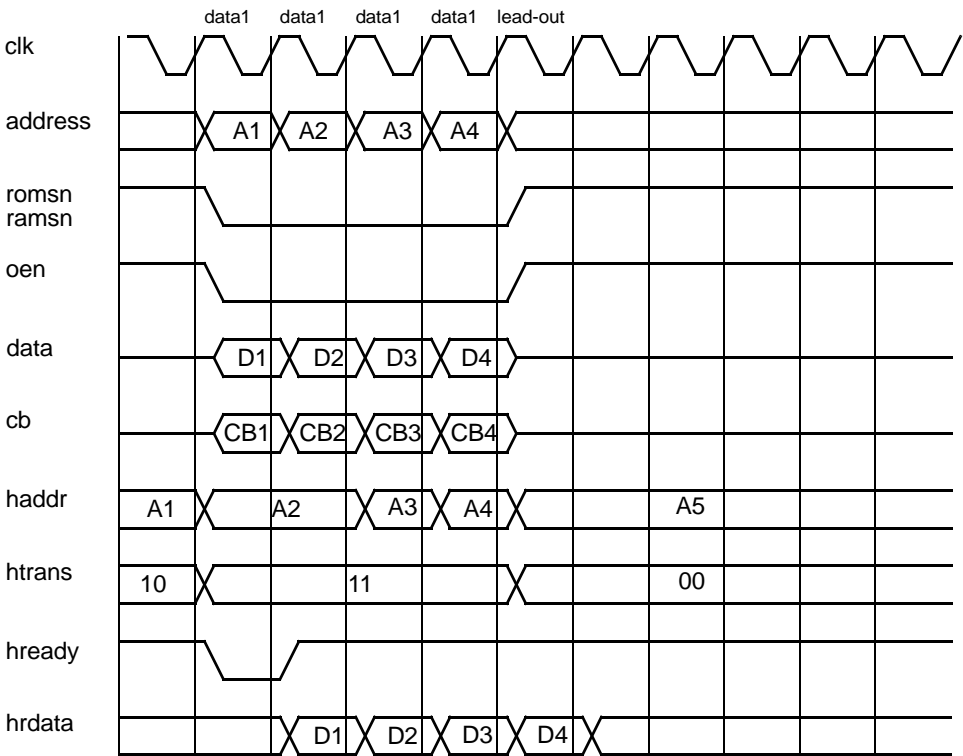 data1 data1 data1 data1 lead-out
clk
address A1 A2 A3 A4
romsn
ramsn
oen
data D1 D2 D3 D4
cb CB1 CB2 CB3 CB4
haddr A1 A2 A3 A4 A5
htrans 10 11 00
hready
hrdata D1 D2 D3 D4